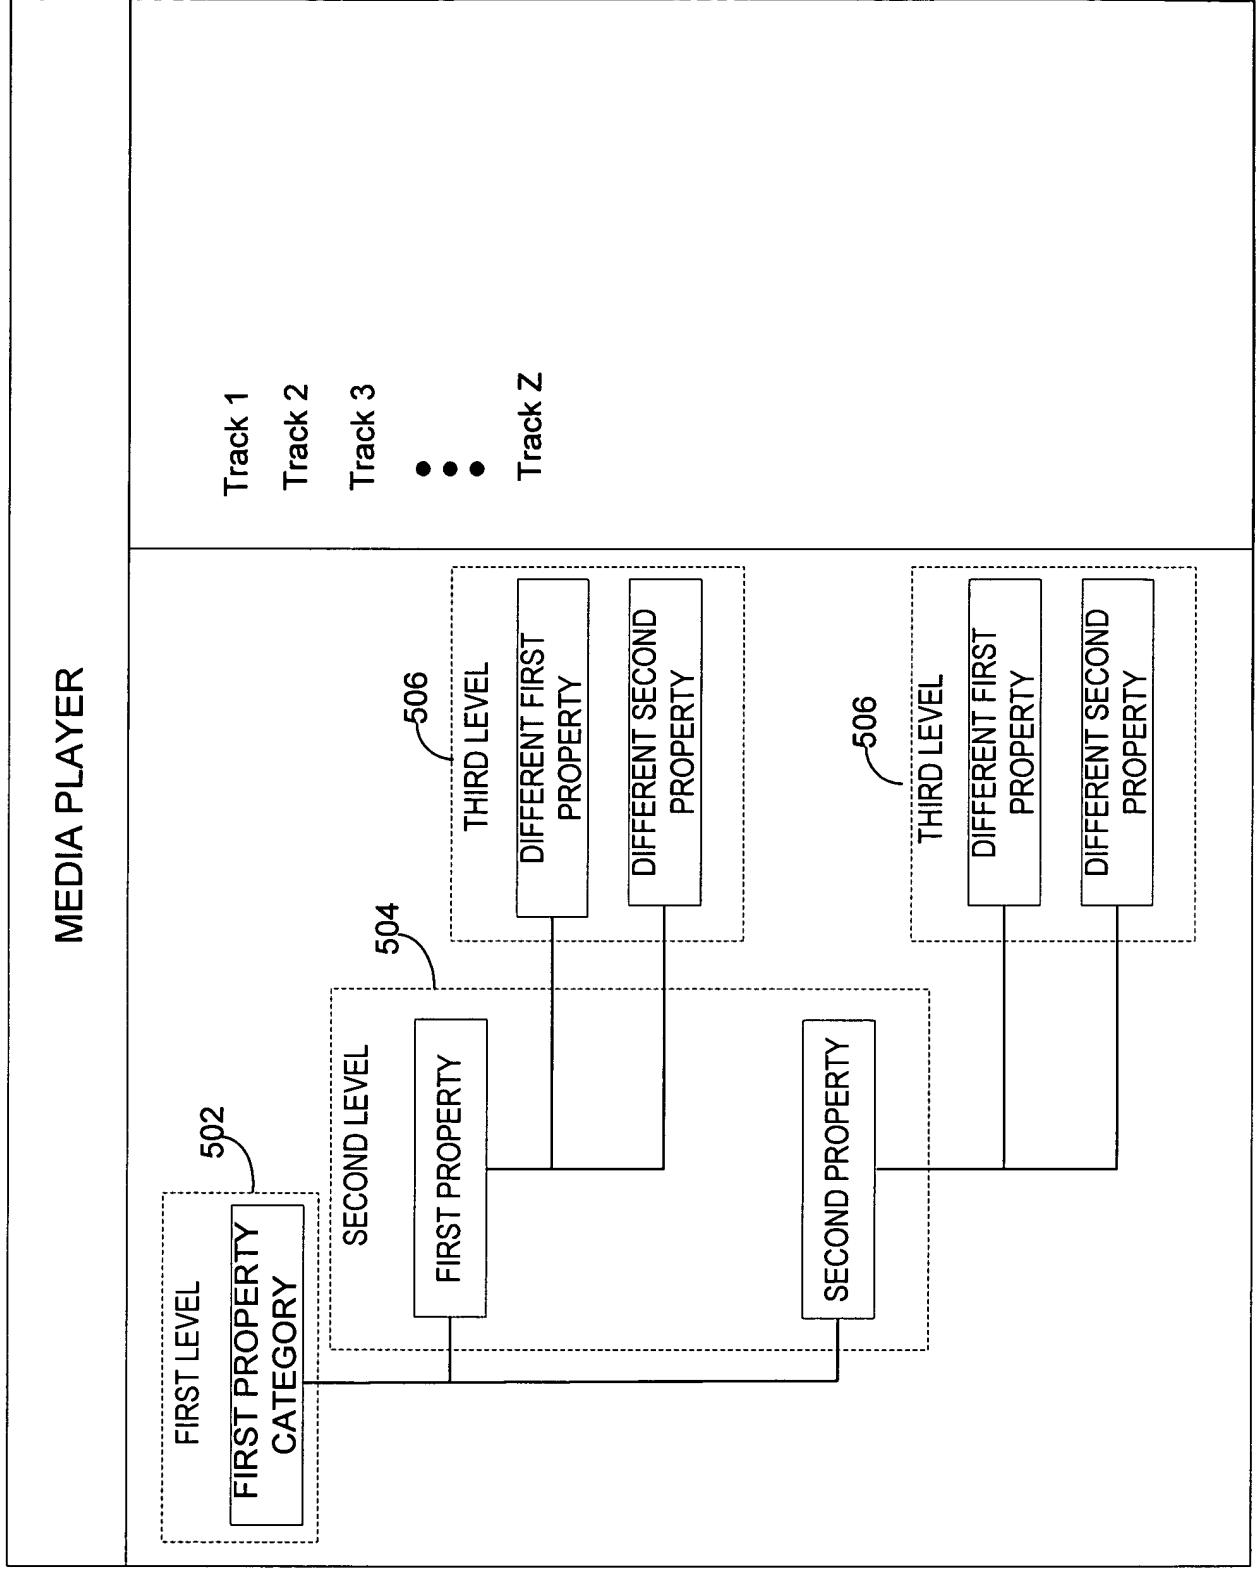 MEDIA PLAYER
FIRST LEVEL
502
FIRST PROPERTY
CATEGORY
SECOND LEVEL
504
FIRST PROPERTY
THIRD LEVEL
506
DIFFERENT FIRST
PROPERTY
DIFFERENT SECOND
PROPERTY
SECOND PROPERTY
THIRD LEVEL
506
DIFFERENT FIRST
PROPERTY
DIFFERENT SECOND
PROPERTY
Track 1
Track 2
Track 3
Track Z